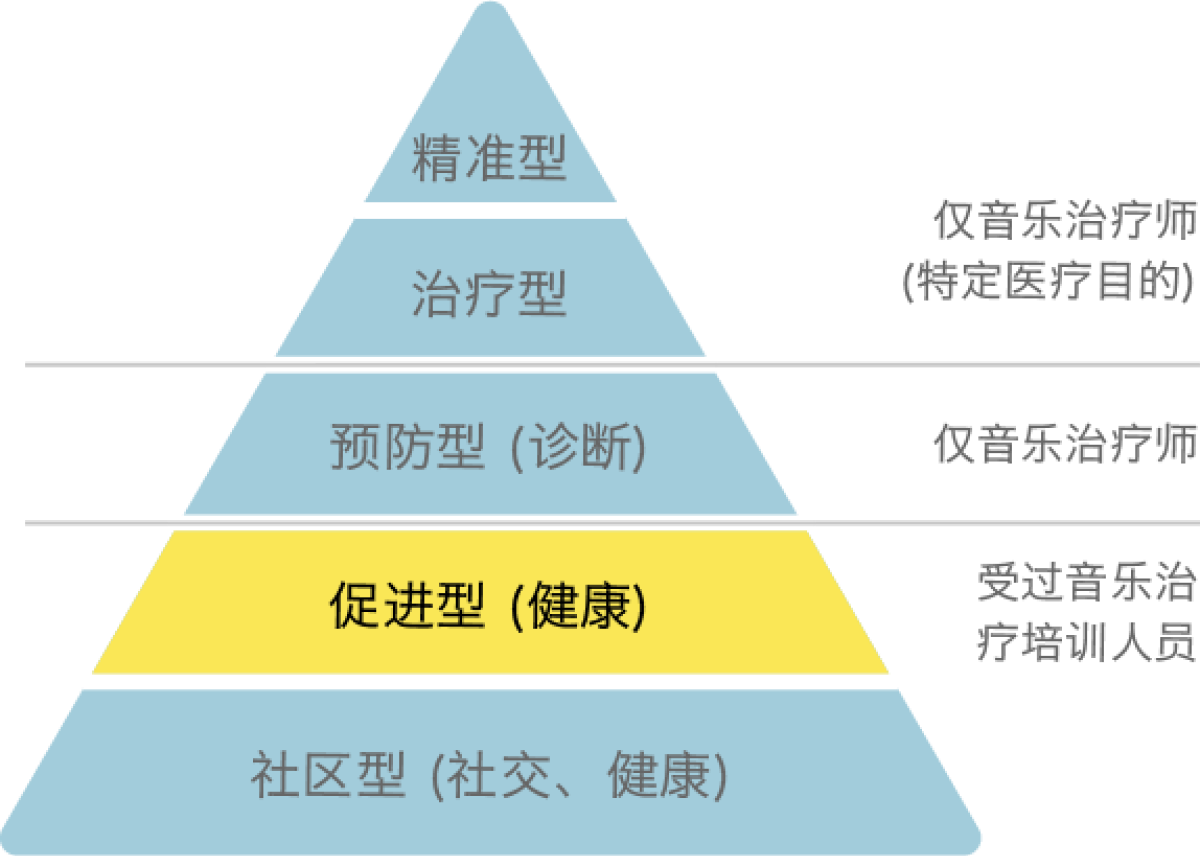 精准型
仅音乐治疗师
(特定医疗目的)
治疗型
预防型 (诊断)
仅音乐治疗师
促进型 (健康)
受过音乐治
疗培训人员
社区型 (社交、健康)